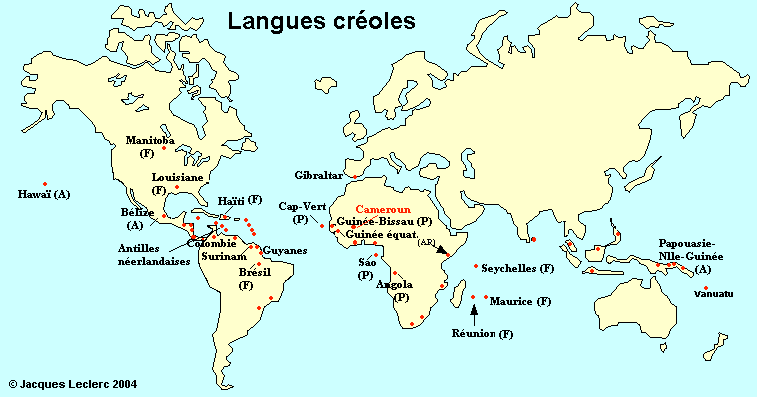 Langues créoles
Manitoba
(F)
Louisiane
(F)
Hawaï (A)
Gibraltar
Haïti (F)
Cap-Vert
(P)
Cameroun
Bélize
(A)
Guinée-Bissau (P)
Guinée équat.
(AR)
Antilles
néerlandaises
Colombie
Surinam
Guyanes
Brésil
(F)
São
(P)
Angola
(P)
Seychelles (F)
Papouasie-
Nlle-Guinée
(A)
Vanuatu
Maurice (F)
Réunion (F)
© Jacques Leclerc 2004